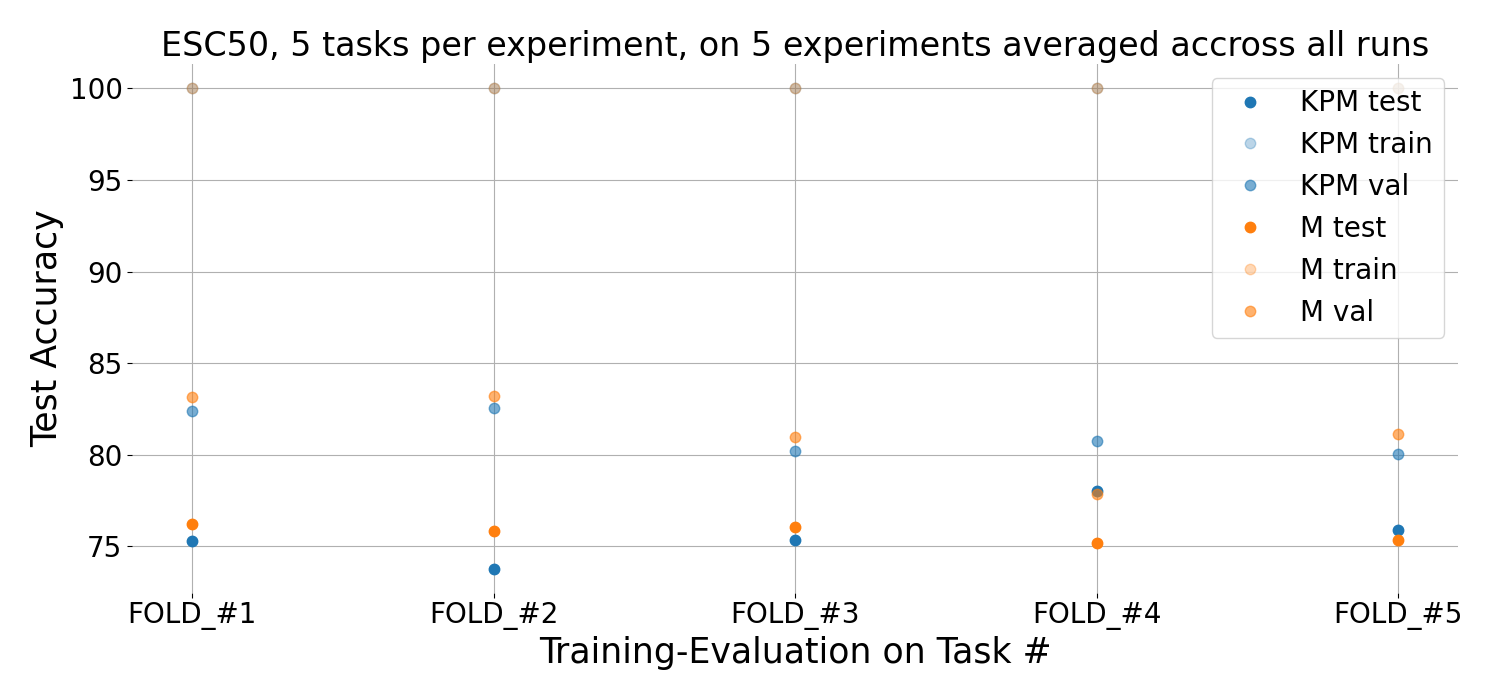 ESC50, 5 tasks per experiment, on 5 experiments averaged accross all runs
Test Accuracy
100
95
90
85
80
75
KPM test
KPM train
KPM val
M test
M train
M val
FOLD_#1
FOLD_#2
FOLD_#3
FOLD_#4
FOLD_#5
Training-Evaluation on Task #